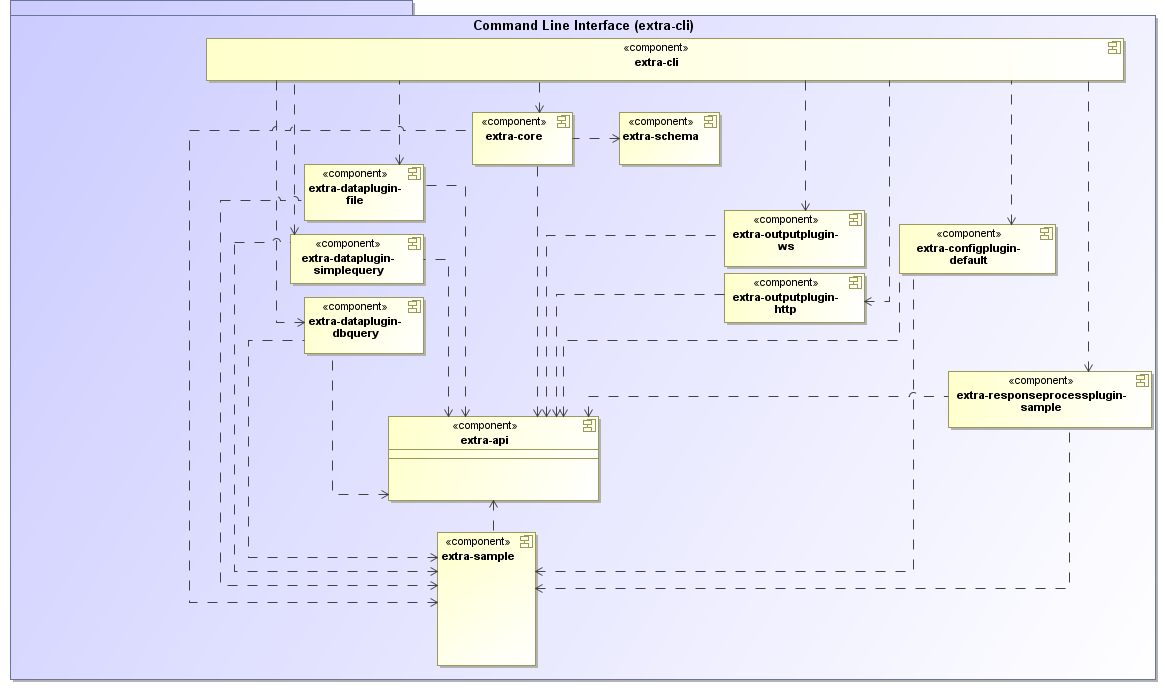 Command Line Interface (extra-cli)
«component»
extra-cli
«component»
extra-core
«component»
extra-schema
«component»
extra-dataplugin-
file
«component»
extra-outputplugin-
ws
«component»
extra-configplugin-
default
«component»
extra-dataplugin-
simplequery
«component»
extra-outputplugin-
http
«component»
extra-dataplugin-
dbquery
«component»
extra-responseprocessplugin-
sample
«component»
extra-api
«component»
extra-sample